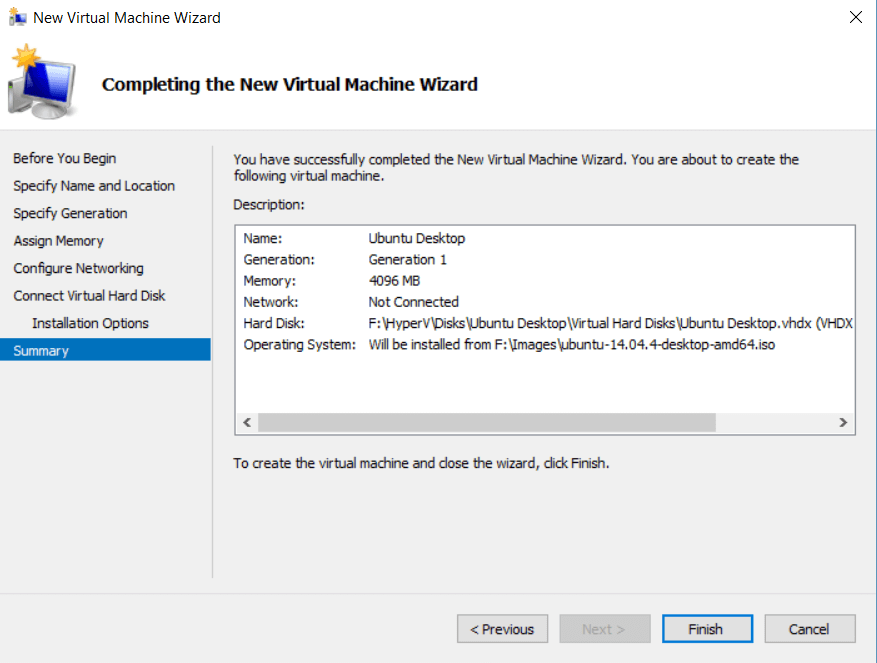 New Virtual Machine Wizard
Completing the New Virtual Machine Wizard
Before You Begin
Specify Name and Location
Specify Generation
Assign Memory
Configure Networking
Connect Virtual Hard Disk
Installation Options
Summary
You have successfully completed the New Virtual Machine Wizard. You are about to create the
following virtual machine.
Description:
Name: Ubuntu Desktop
Generation: Generation 1
Memory: 4096 MB
Network: Not Connected
Hard Disk: F:\HyperV\Disks\Ubuntu Desktop\Virtual Hard Disks\Ubuntu Desktop.vhdx (VHDX
Operating System: Will be installed from F:\Images\ubuntu-14.04.4-desktop-amd64.iso
To create the virtual machine and close the wizard, click Finish.
< Previous Next > Finish Cancel